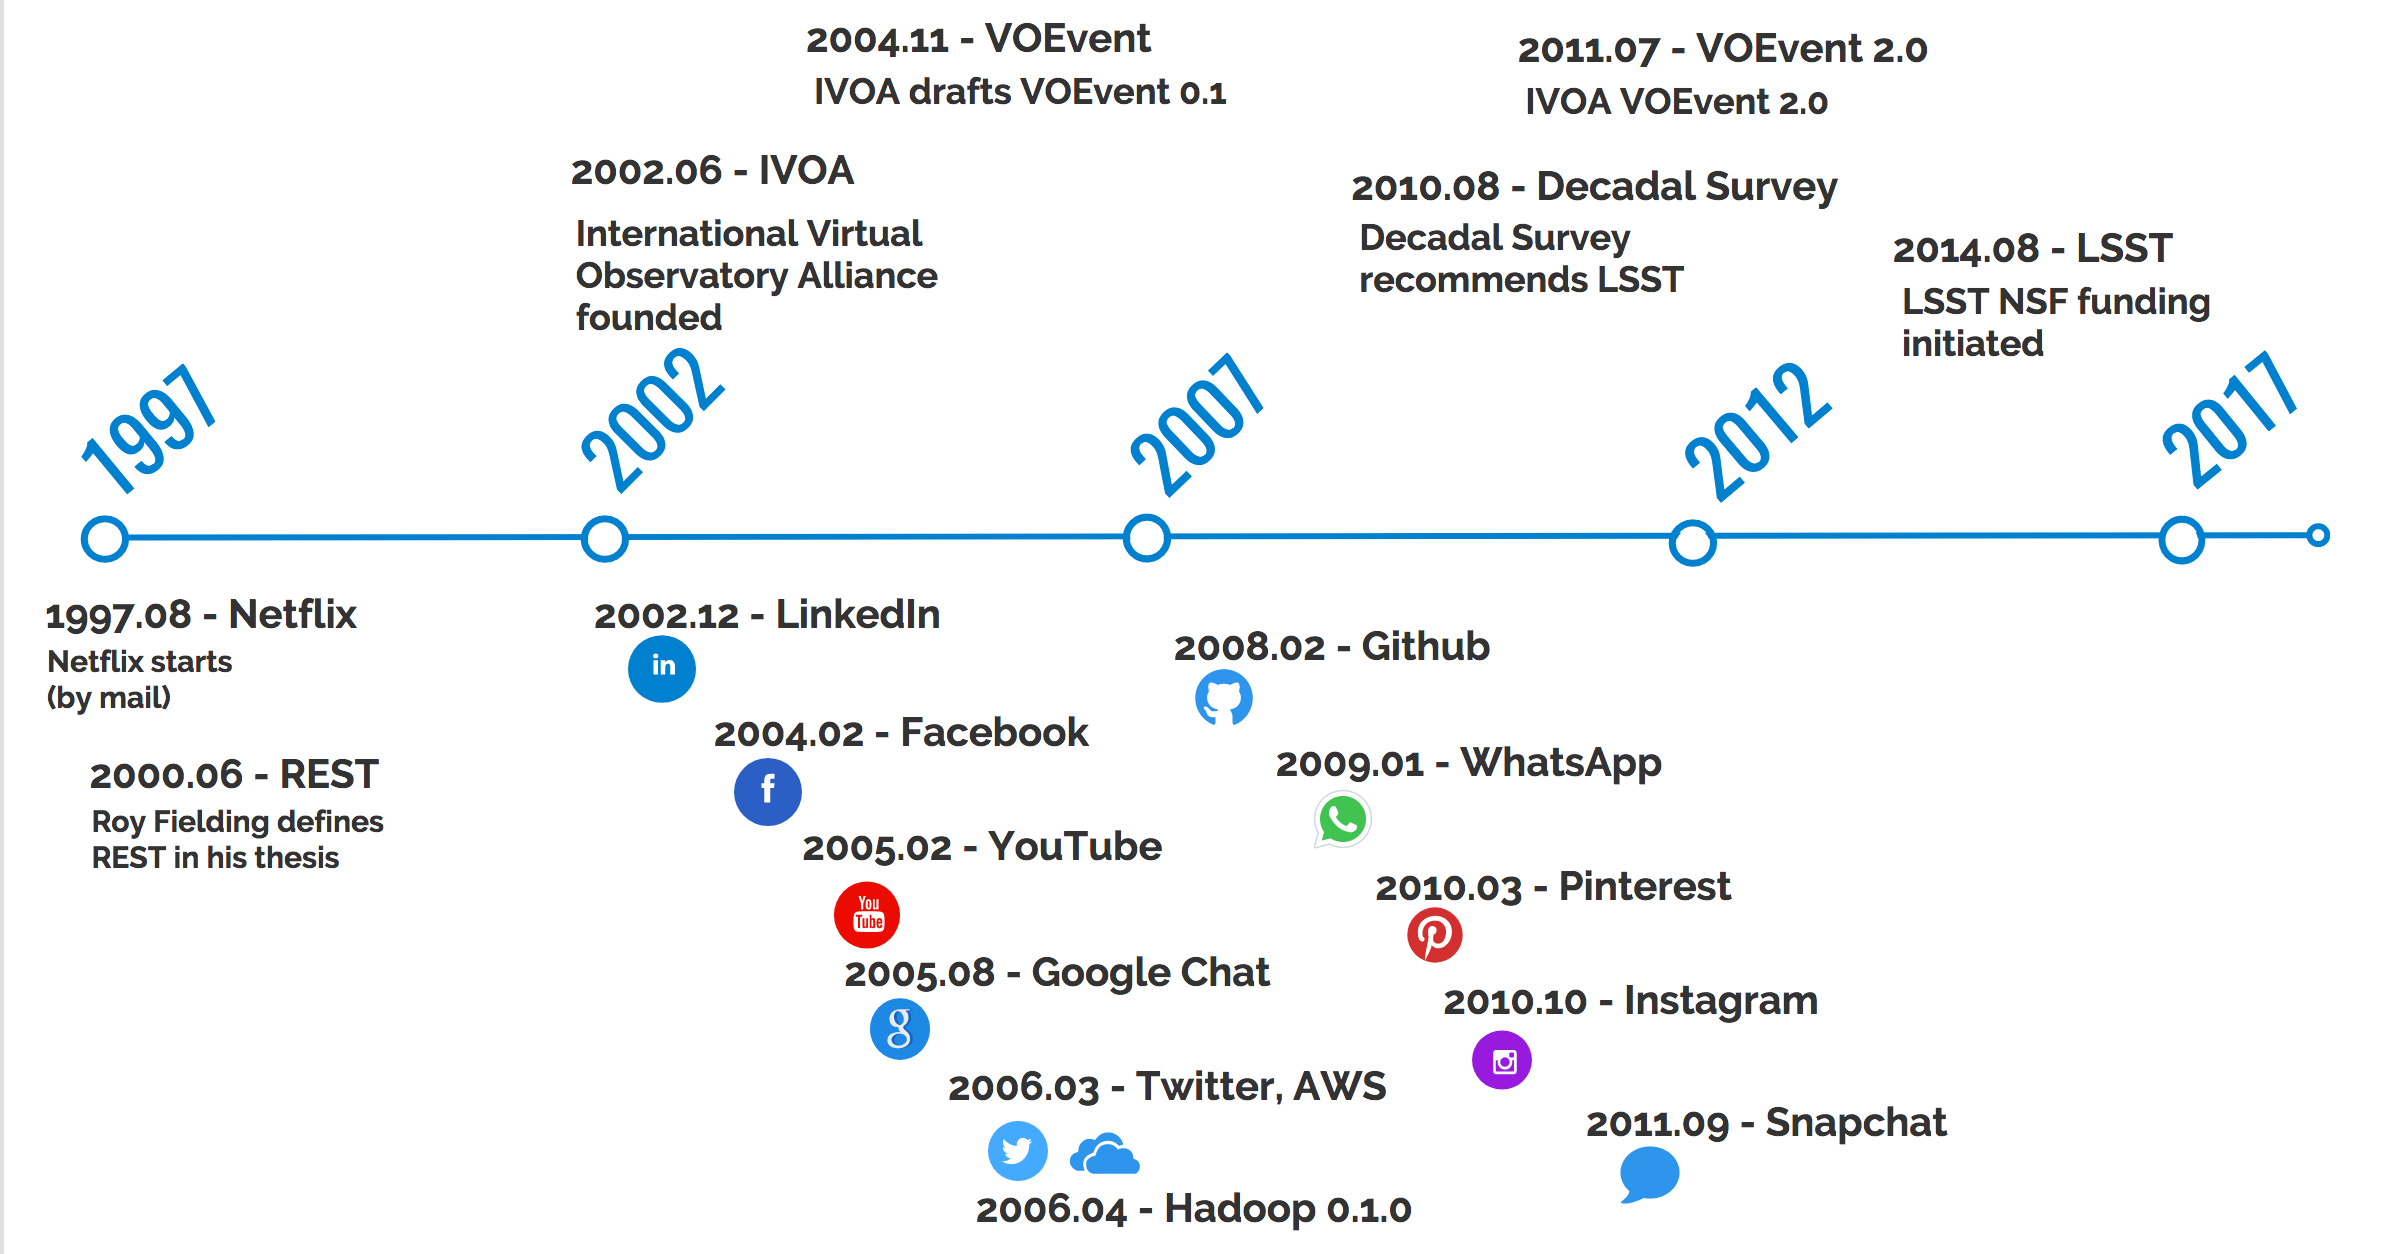 2004.11 - VOEvent
IVOA drafts VOEvent 0.1
2011.07 - VOEvent 2.0
IVOA VOEvent 2.0
2002.06 - IVOA
International Virtual
Observatory Alliance
founded
2010.08 - Decadal Survey
Decadal Survey
recommends LSST
2014.08 - LSST
LSST NSF funding
initiated
1997
2002
2007
2012
2017
1997.08 - Netflix
Netflix starts
(by mail)
2000.06 - REST
Roy Fielding defines
REST in his thesis
2002.12 - LinkedIn
in
2004.02 - Facebook
f
2005.02 - YouTube
You
Tube
2005.08 - Google Chat
g
2006.03 - Twitter, AWS
2006.04 - Hadoop 0.1.0
2008.02 - Github
2009.01 - WhatsApp
2010.03 - Pinterest
2010.10 - Instagram
2011.09 - Snapchat